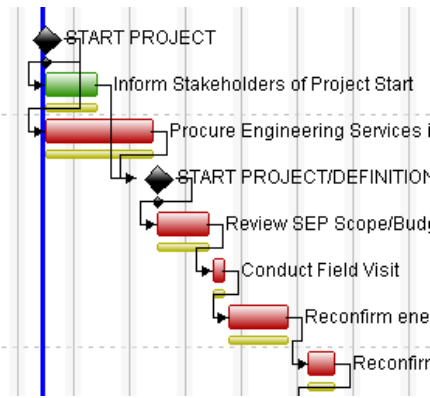 START PROJECT
Inform Stakeholders of Project Start
Procure Engineering Services i
START PROJECT/DEFINITION
Review SEP Scope/Budg
Conduct Field Visit
Reconfirm ene
Reconfirm